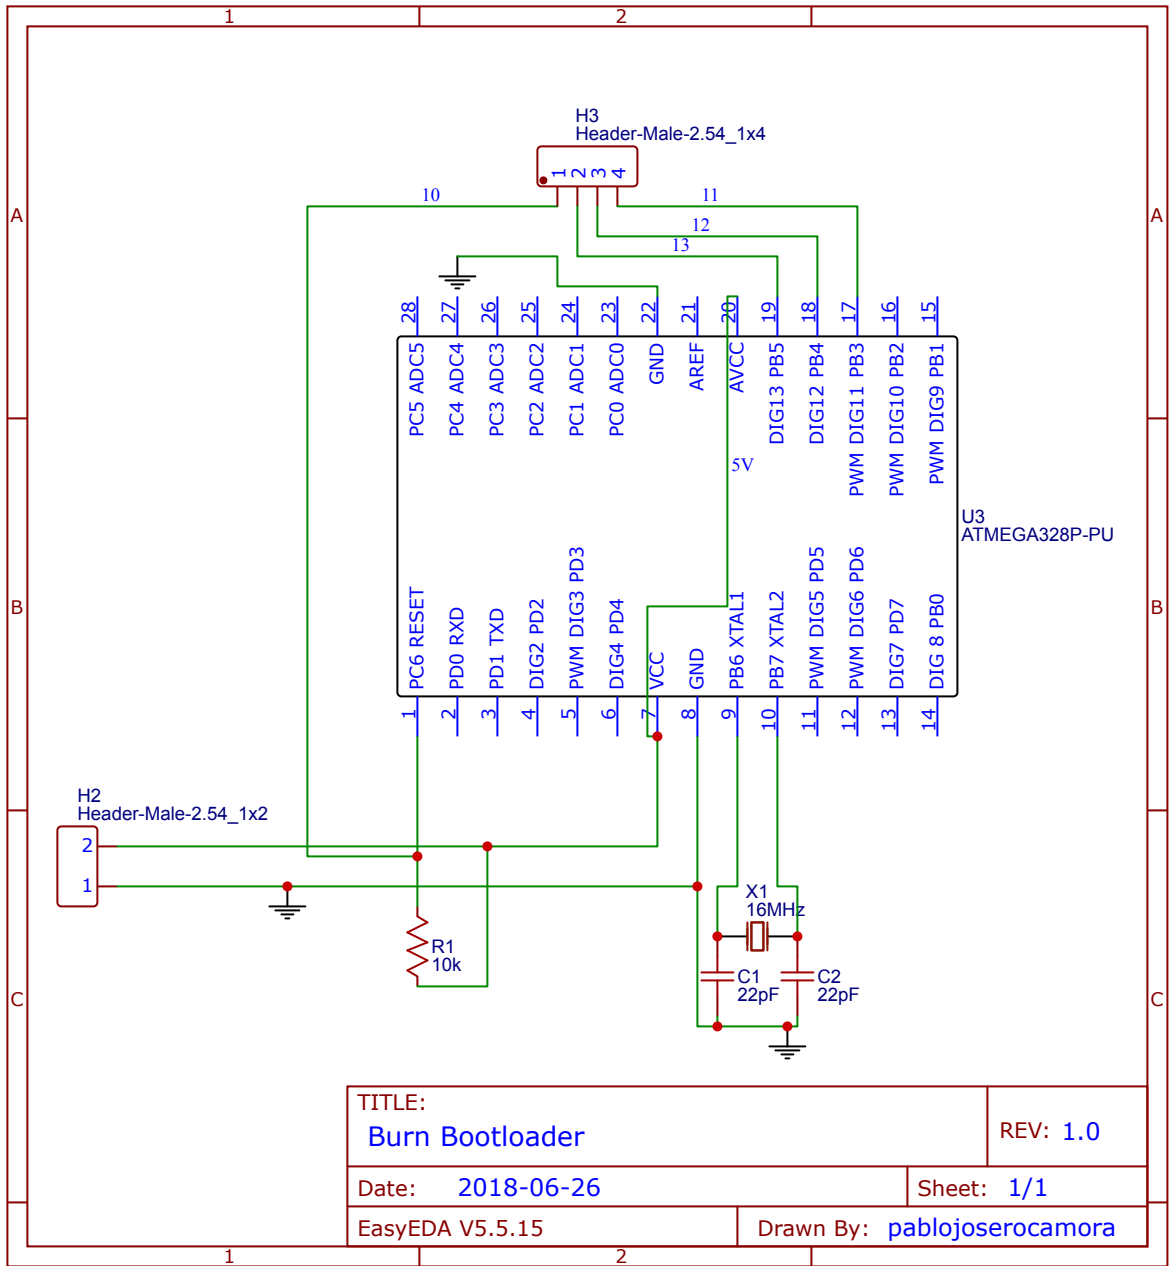 1
2
A
A
H3
Header-Male-2.54_1x4
1
2
3
4
10
11
12
13
28
27
26
25
24
23
22
21
20
19
18
17
16
15
PC5 ADC5
PC4 ADC4
PC3 ADC3
PC2 ADC2
PC1 ADC1
PC0 ADC0
GND
AREF
AVCC
DIG13 PB5
DIG12 PB4
PWM DIG11 PB3
PWM DIG10 PB2
PWM DIG9 PB1
5V
U3
ATMEGA328P-PU
B
B
PC6 RESET
PD0 RXD
PD1 TXD
DIG2 PD2
PWM DIG3 PD3
DIG4 PD4
VCC
GND
PB6 XTAL1
PB7 XTAL2
PWM DIG5 PD5
PWM DIG6 PD6
DIG7 PD7
DIG 8 PB0
1
2
3
4
5
6
7
8
9
10
11
12
13
14
H2
Header-Male-2.54_1x2
2
1
X1
16MHz
R1
10k
C1
22pF
C2
22pF
C
C
TITLE:
Burn Bootloader
REV: 1.0
Date: 2018-06-26
Sheet: 1/1
EasyEDA V5.5.15
Drawn By: pablojoserocamora
1
2